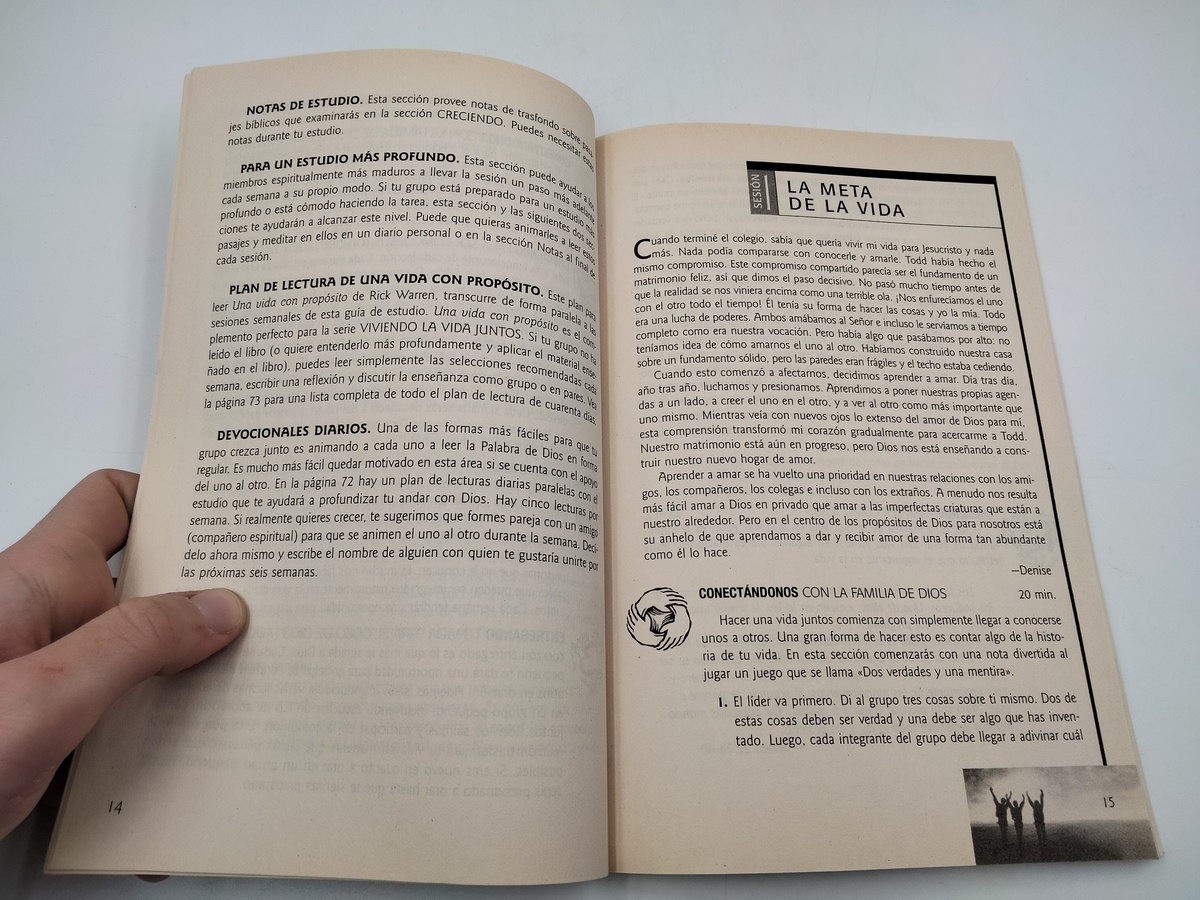 NOTAS DE ESTUDIO. Esta sección provee notas de trasfondo sobre pasa-
jes bíblicos que examinarás en la sección CRECIENDO. Puedes necesitar estas
notas durante tu estudio.
PARA UN ESTUDIO MÁS PROFUNDO. Esta sección puede ayudar a los
miembros espiritualmente más maduros a llevar la sesión un paso más adelante
cada semana a su propio modo. Si tu grupo está preparado para un estudio más
profundo o está cómodo haciendo la tarea, esta sección y las siguientes dos sec-
ciones te ayudarán a alcanzar este nivel. Puede que quieras animarles a leer estos
pasajes y meditar en ellos en un diario personal o en la sección Notas al final de
cada sesión.
PLAN DE LECTURA DE UNA VIDA CON PROPÓSITO. Este plan para
leer Una vida con propósito de Rick Warren, transcurre de forma paralela a las
sesiones semanales de esta guía de estudio. Una vida con propósito es el com-
plemento perfecto para la serie VIVIENDO LA VIDA JUNTOS. Si tu grupo no ha
leído el libro (o quiere entenderlo más profundamente y aplicar el material ense-
ñado en el libro), puedes leer simplemente las selecciones recomendadas cada
semana, escribir una reflexión y discutir la enseñanza como grupo o en pares. Vea
la página 73 para una lista completa de todo el plan de lectura de cuarenta días.
DEVOCIONALES DIARIOS. Una de las formas más fáciles para que tu
grupo crezca junto es animando a cada uno a leer la Palabra de Dios en forma
regular. Es mucho más fácil quedar motivado en esta área si se cuenta con el apoyo
del uno al otro. En la página 72 hay un plan de lecturas diarias paralelas con el
estudio que te ayudará a profundizar tu andar con Dios. Hay cinco lecturas por
semana. Si realmente quieres crecer, te sugerimos que formes pareja con un amigo
(compañero espiritual) para que se animen el uno al otro durante la semana. Decí-
delo ahora mismo y escribe el nombre de alguien con quien te gustaría unirte por
las próximas seis semanas.
14
SESIÓN 1
LA META
DE LA VIDA
Cuando terminé el colegio, sabía que quería vivir mi vida para Jesucristo y nada
más. Nada podía compararse con conocerle y amarle. Todd había hecho el
mismo compromiso. Este compromiso compartido parecía ser el fundamento de un
matrimonio feliz, así que dimos el paso decisivo. No pasó mucho tiempo antes de
que la realidad se nos viniera encima como una terrible ola. ¡Nos enfurecíamos el uno
con el otro todo el tiempo! Él tenía su forma de hacer las cosas y yo la mía. Todo
era una lucha de poderes. Ambos amábamos al Señor e incluso le servíamos a tiempo
completo como era nuestra vocación. Pero había algo que pasábamos por alto: no
teníamos idea de cómo amarnos el uno al otro. Habíamos construido nuestra casa
sobre un fundamento sólido, pero las paredes eran frágiles y el techo estaba cediendo.
Cuando esto comenzó a afectarnos, decidimos aprender a amar. Día tras día,
año tras año, luchamos y presionamos. Aprendimos a poner nuestras propias agen-
das a un lado, a creer el uno en el otro, y a ver al otro como más importante que
uno mismo. Mientras veía con nuevos ojos lo extenso del amor de Dios para mí,
esta comprensión transformó mi corazón gradualmente para acercarme a Todd.
Nuestro matrimonio está aún en progreso, pero Dios nos está enseñando a cons-
truir nuestro nuevo hogar de amor.
Aprender a amar se ha vuelto una prioridad en nuestras relaciones con los ami-
gos, los compañeros, los colegas e incluso con los extraños. A menudo nos resulta
más fácil amar a Dios en privado que amar a las imperfectas criaturas que están a
nuestro alrededor. Pero en el centro de los propósitos de Dios para nosotros está
su anhelo de que aprendamos a dar y recibir amor de una forma tan abundante
como él lo hace.
—Denise
CONECTÁNDONOS CON LA FAMILIA DE DIOS 20 min.
Hacer una vida juntos comienza con simplemente llegar a conocerse
unos a otros. Una gran forma de hacer esto es contar algo de la histo-
ria de tu vida. En esta sección comenzarás con una nota divertida al
jugar un juego que se llama «Dos verdades y una mentira».
1. El líder va primero. Di al grupo tres cosas sobre ti mismo. Dos de
estas cosas deben ser verdad y una debe ser algo que has inven-
tado. Luego, cada integrante del grupo debe llegar a adivinar cuál
15